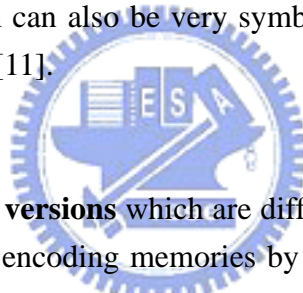 can also be very symb
[11].
E S A
versions which are diff
encoding memories by